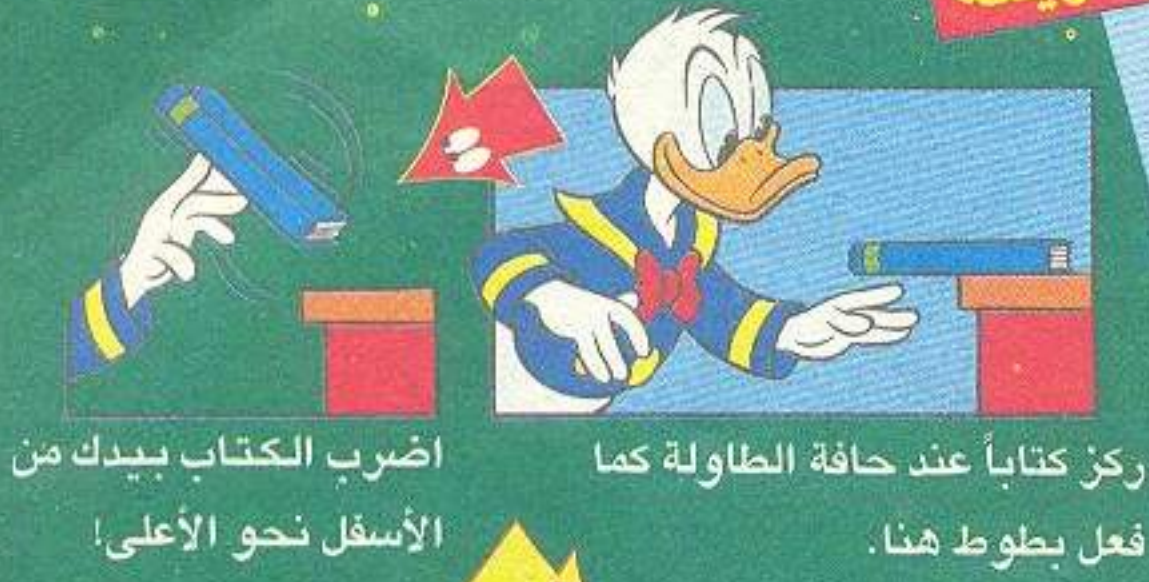 ركز كتاباً عند حافة الطاولة كما
فعل بطوط هنا.
اضرب الكتاب بيدك من
الأسفل نحو الأعلى!